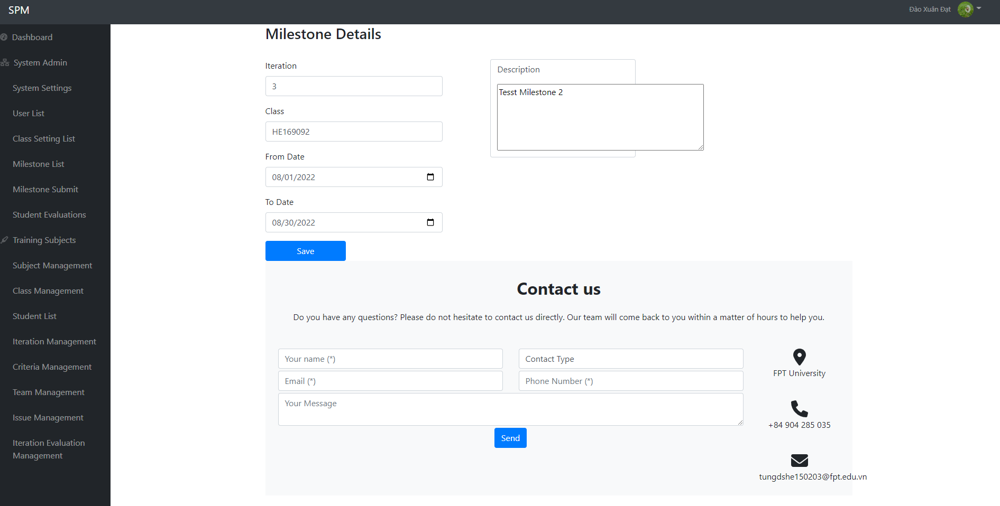 SPM
Đào Xuân Đạt
Dashboard
System Admin
System Settings
User List
Class Setting List
Milestone List
Milestone Submit
Student Evaluations
Training Subjects
Subject Management
Class Management
Student List
Iteration Management
Criteria Management
Team Management
Issue Management
Iteration Evaluation
Management
Milestone Details
Iteration
3
Class
HE169092
From Date
08/01/2022
To Date
08/30/2022
Save
Description
Tesst Milestone 2
Contact us
Do you have any questions? Please do not hesitate to contact us directly. Our team will come back to you within a matter of hours to help you.
Your name (*)
Contact Type
Email (*)
Phone Number (*)
Your Message
Send
FPT University
+84 904 285 035
tungdshe150203@fpt.edu.vn